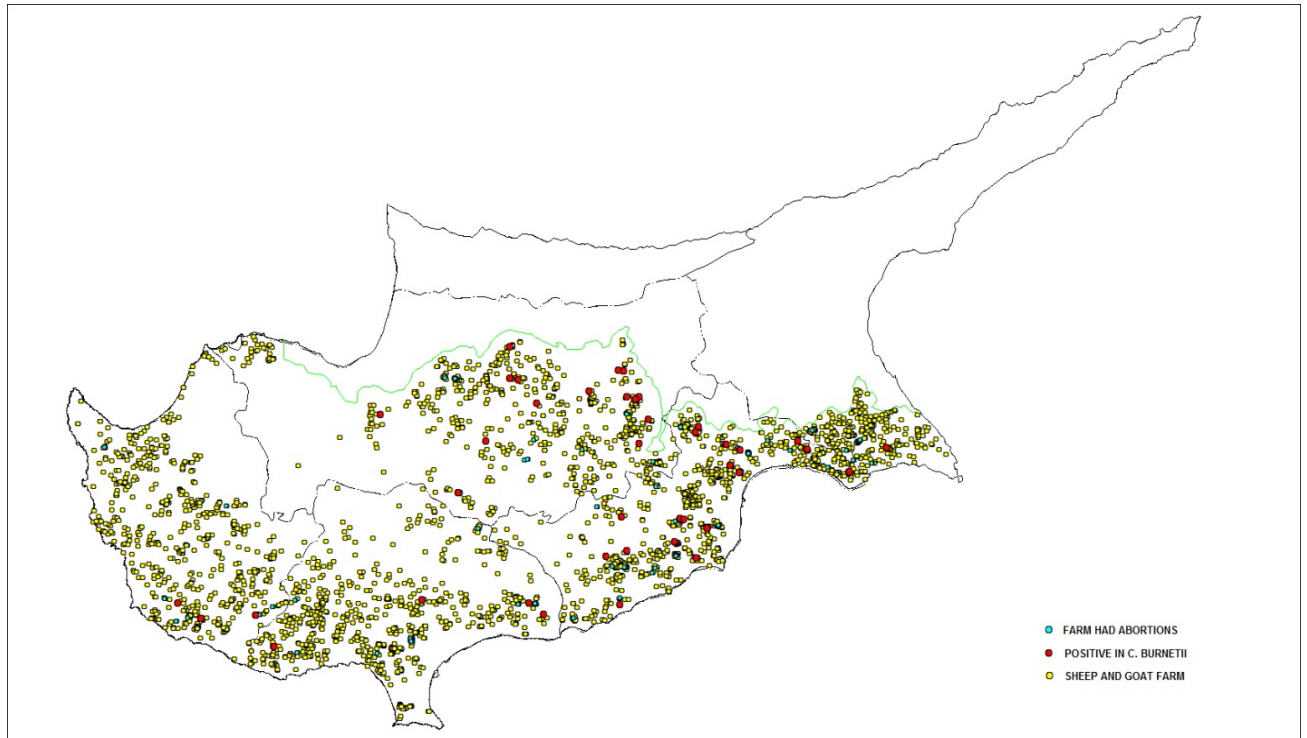 FARM HAD ABORTIONS
POSITIVE IN C. BURNETII
SHEEP AND GOAT FARM